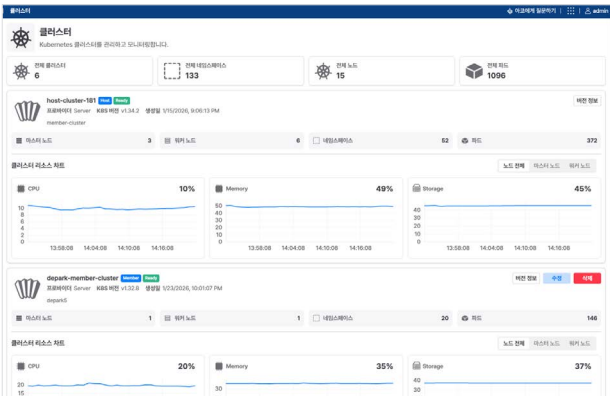 클러스터
아코에게 질문하기 admin
클러스터
Kubernetes 클러스터를 관리하고 모니터링합니다.
전체 클러스터 전체 네임스페이스 전체 노드 전체 파드
6 133 15 1096
host-cluster-181 Host Ready 버전 정보
프로바이더 Server K8S 버전 v1.34.3 생성일 1/15/2026, 9:06:13 PM
member-cluster
마스터 노드 3 워커 노드 6 네임스페이스 52 파드 372
클러스터 리소스 차트 노드 전체 마스터 노드 워커 노드
CPU 10% Memory 49% Storage 45%
10 8 6 4 2 0
50 40 30 20 10 0
40 30 20 10 0
13:58:08 14:04:08 14:10:08 14:16:08
13:58:08 14:04:08 14:10:08 14:16:08
13:58:08 14:04:08 14:10:08 14:16:08
depark-member-cluster Member Ready 버전 정보 수정 삭제
프로바이더 Server K8S 버전 v1.32.8 생성일 1/23/2026, 10:01:07 PM
depark5
마스터 노드 1 워커 노드 1 네임스페이스 20 파드 146
클러스터 리소스 차트 노드 전체 마스터 노드 워커 노드
CPU 20% Memory 35% Storage 37%
20 15
30
40 30